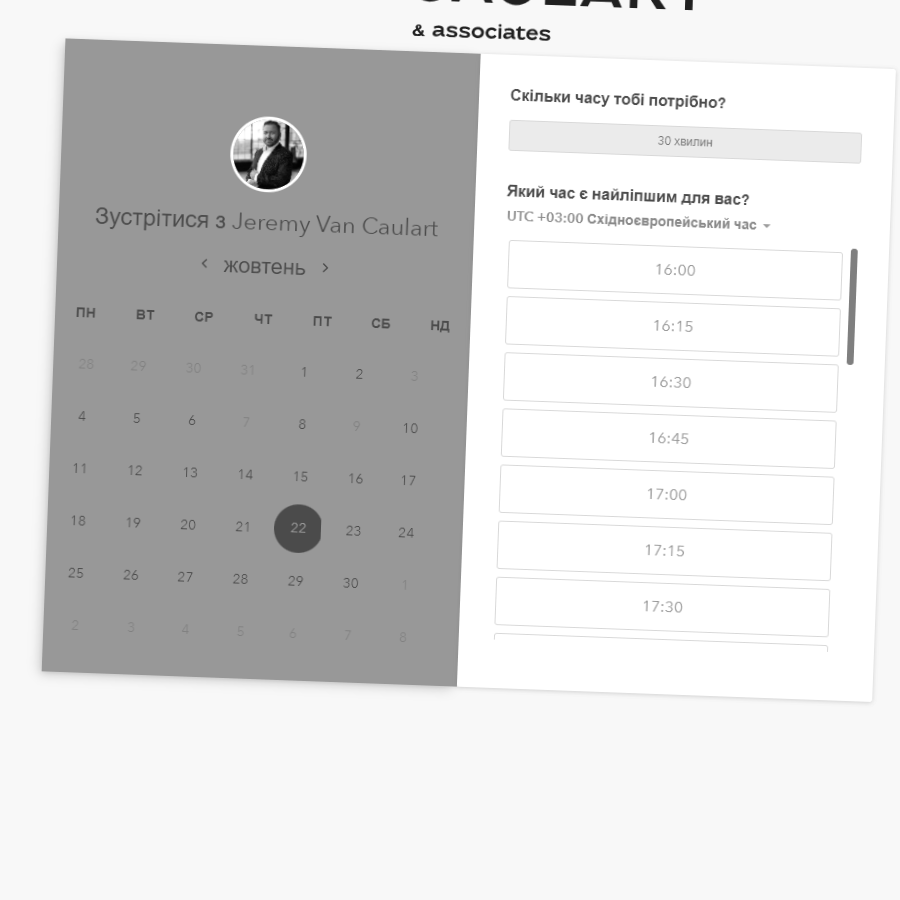 & associates
Зустрітися з Jeremy Van Caulart
жовтень
ПН ВТ СР ЧТ ПТ СБ НД
28 29 30 31 1 2 3
4 5 6 7 8 9 10
11 12 13 14 15 16 17
18 19 20 21 22 23 24
25 26 27 28 29 30 1
2 3 4 5 6 7 8
Скільки часу тобі потрібно?
30 хвилин
Який час є найліпшим для вас?
UTC +03:00 Східноєвропейський час
16:00
16:15
16:30
16:45
17:00
17:15
17:30